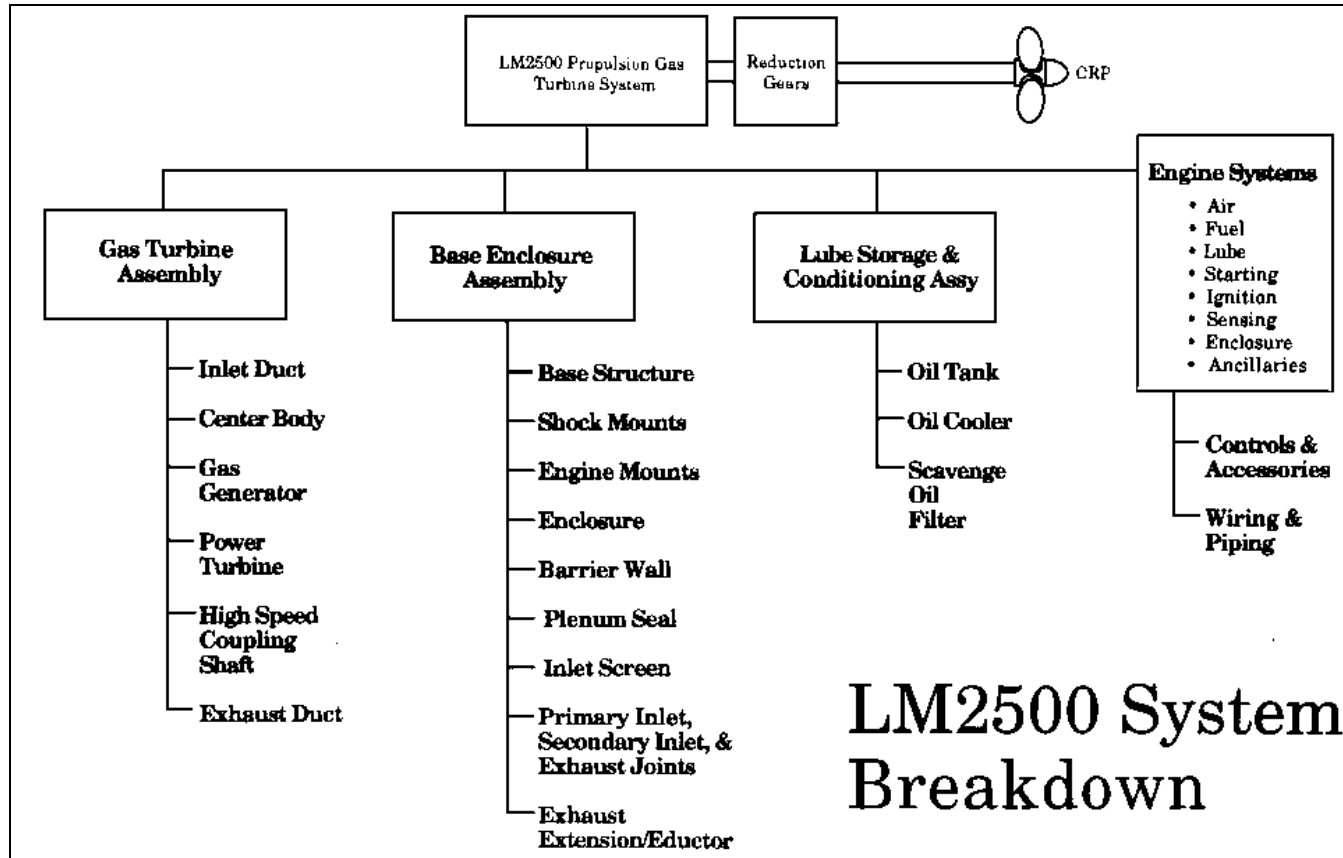 LM2500 Propulsion Gas
Turbine System
Reduction
Gears
CRP
Gas Turbine
Assembly
Inlet Duct
Center Body
Gas
Generator
Power
Turbine
High Speed
Coupling
Shaft
Exhaust Duct
Base Enclosure
Assembly
Base Structure
Shock Mounts
Engine Mounts
Enclosure
Barrier Wall
Plenum Seal
Inlet Screen
Primary Inlet,
Secondary Inlet, &
Exhaust Joints
Exhaust
Extension/Eductor
Lube Storage &
Conditioning Assy
Oil Tank
Oil Cooler
Scavenge
Oil
Filter
Engine Systems
• Air
• Fuel
• Lube
• Starting
• Ignition
• Sensing
• Enclosure
• Ancillaries
Controls &
Accessories
Wiring &
Piping
LM2500 System
Breakdown